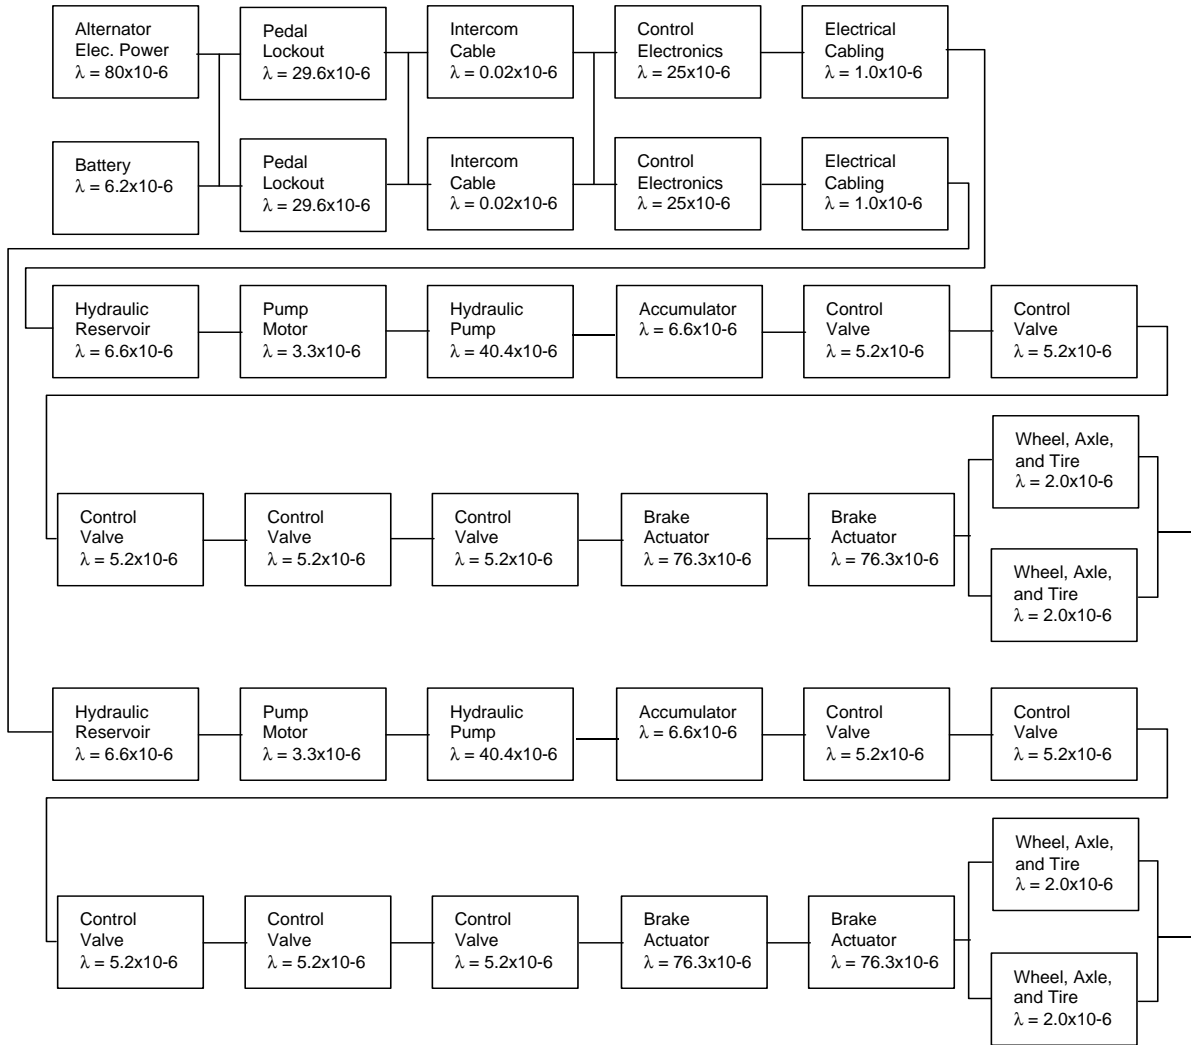 Alternator
Elec. Power
λ = 80x10-6
Pedal
Lockout
λ = 29.6x10-6
Intercom
Cable
λ = 0.02x10-6
Control
Electronics
λ = 25x10-6
Electrical
Cabling
λ = 1.0x10-6
Battery
λ = 6.2x10-6
Pedal
Lockout
λ = 29.6x10-6
Intercom
Cable
λ = 0.02x10-6
Control
Electronics
λ = 25x10-6
Electrical
Cabling
λ = 1.0x10-6
Hydraulic
Reservoir
λ = 6.6x10-6
Pump
Motor
λ = 3.3x10-6
Hydraulic
Pump
λ = 40.4x10-6
Accumulator
λ = 6.6x10-6
Control
Valve
λ = 5.2x10-6
Control
Valve
λ = 5.2x10-6
Control
Valve
λ = 5.2x10-6
Control
Valve
λ = 5.2x10-6
Control
Valve
λ = 5.2x10-6
Brake
Actuator
λ = 76.3x10-6
Brake
Actuator
λ = 76.3x10-6
Wheel, Axle,
and Tire
λ = 2.0x10-6
Wheel, Axle,
and Tire
λ = 2.0x10-6
Hydraulic
Reservoir
λ = 6.6x10-6
Pump
Motor
λ = 3.3x10-6
Hydraulic
Pump
λ = 40.4x10-6
Accumulator
λ = 6.6x10-6
Control
Valve
λ = 5.2x10-6
Control
Valve
λ = 5.2x10-6
Control
Valve
λ = 5.2x10-6
Control
Valve
λ = 5.2x10-6
Control
Valve
λ = 5.2x10-6
Brake
Actuator
λ = 76.3x10-6
Brake
Actuator
λ = 76.3x10-6
Wheel, Axle,
and Tire
λ = 2.0x10-6
Wheel, Axle,
and Tire
λ = 2.0x10-6